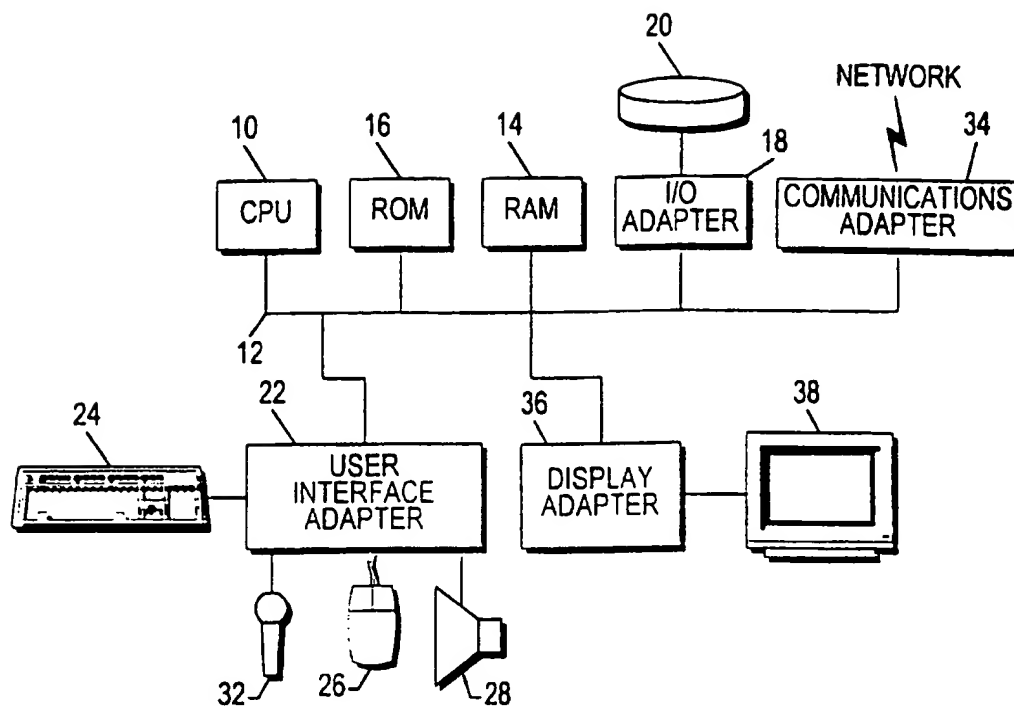 20
NETWORK
10
16
14
18
34
CPU
ROM
RAM
I/O
ADAPTER
COMMUNICATIONS
ADAPTER
12
24
22
36
38
USER
INTERFACE
ADAPTER
DISPLAY
ADAPTER
32
26
28